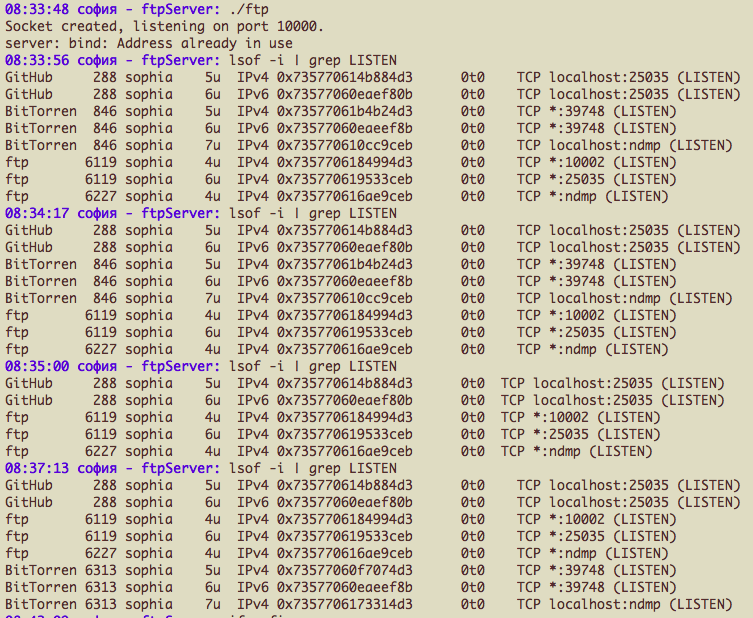 08:33:48 софия - ftpServer: ./ftp
Socket created, listening on port 10000.
server: bind: Address already in use
08:33:56 софия - ftpServer: lsof -i | grep LISTEN
GitHub 288 sophia 5u IPv4 0x735770614b884d3 0t0 TCP localhost:25035 (LISTEN)
GitHub 288 sophia 6u IPv6 0x73577060eaef80b 0t0 TCP localhost:25035 (LISTEN)
BitTorren 846 sophia 5u IPv4 0x73577061b4b24d3 0t0 TCP *:39748 (LISTEN)
BitTorren 846 sophia 6u IPv6 0x73577060eaeef8b 0t0 TCP *:39748 (LISTEN)
BitTorren 846 sophia 7u IPv4 0x735770610cc9ceb 0t0 TCP localhost:ndmp (LISTEN)
ftp 6119 sophia 4u IPv4 0x7357706184994d3 0t0 TCP *:10002 (LISTEN)
ftp 6119 sophia 6u IPv4 0x735770619533ceb 0t0 TCP *:25035 (LISTEN)
ftp 6227 sophia 4u IPv4 0x735770616ae9ceb 0t0 TCP *:ndmp (LISTEN)
08:34:17 софия - ftpServer: lsof -i | grep LISTEN
GitHub 288 sophia 5u IPv4 0x735770614b884d3 0t0 TCP localhost:25035 (LISTEN)
GitHub 288 sophia 6u IPv6 0x73577060eaef80b 0t0 TCP localhost:25035 (LISTEN)
BitTorren 846 sophia 5u IPv4 0x73577061b4b24d3 0t0 TCP *:39748 (LISTEN)
BitTorren 846 sophia 6u IPv6 0x73577060eaeef8b 0t0 TCP *:39748 (LISTEN)
BitTorren 846 sophia 7u IPv4 0x735770610cc9ceb 0t0 TCP localhost:ndmp (LISTEN)
ftp 6119 sophia 4u IPv4 0x7357706184994d3 0t0 TCP *:10002 (LISTEN)
ftp 6119 sophia 6u IPv4 0x735770619533ceb 0t0 TCP *:25035 (LISTEN)
ftp 6227 sophia 4u IPv4 0x735770616ae9ceb 0t0 TCP *:ndmp (LISTEN)
08:35:00 софия - ftpServer: lsof -i | grep LISTEN
GitHub 288 sophia 5u IPv4 0x735770614b884d3 0t0 TCP localhost:25035 (LISTEN)
GitHub 288 sophia 6u IPv6 0x73577060eaef80b 0t0 TCP localhost:25035 (LISTEN)
ftp 6119 sophia 4u IPv4 0x7357706184994d3 0t0 TCP *:10002 (LISTEN)
ftp 6119 sophia 6u IPv4 0x735770619533ceb 0t0 TCP *:25035 (LISTEN)
ftp 6227 sophia 4u IPv4 0x735770616ae9ceb 0t0 TCP *:ndmp (LISTEN)
08:37:13 софия - ftpServer: lsof -i | grep LISTEN
GitHub 288 sophia 5u IPv4 0x735770614b884d3 0t0 TCP localhost:25035 (LISTEN)
GitHub 288 sophia 6u IPv6 0x73577060eaef80b 0t0 TCP localhost:25035 (LISTEN)
ftp 6119 sophia 4u IPv4 0x7357706184994d3 0t0 TCP *:10002 (LISTEN)
ftp 6119 sophia 6u IPv4 0x735770619533ceb 0t0 TCP *:25035 (LISTEN)
ftp 6227 sophia 4u IPv4 0x735770616ae9ceb 0t0 TCP *:ndmp (LISTEN)
BitTorren 6313 sophia 5u IPv4 0x73577060f7074d3 0t0 TCP *:39748 (LISTEN)
BitTorren 6313 sophia 6u IPv6 0x73577060eaeef8b 0t0 TCP *:39748 (LISTEN)
BitTorren 6313 sophia 7u IPv4 0x7357706173314d3 0t0 TCP localhost:ndmp (LISTEN)